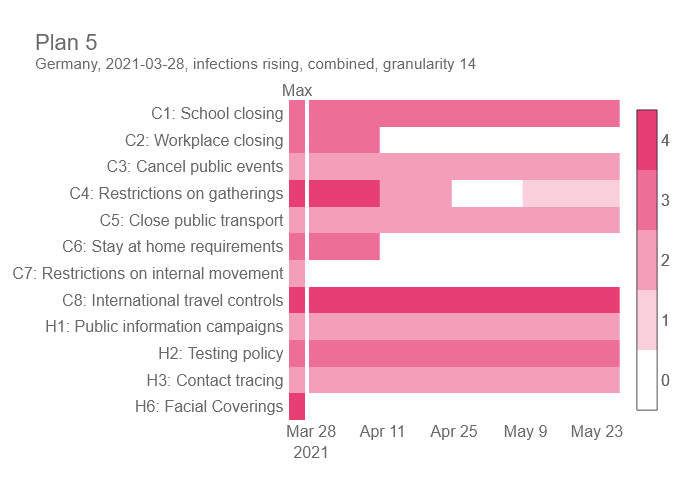 Plan 5
Germany, 2021-03-28, infections rising, combined, granularity 14
Max
C1: School closing
C2: Workplace closing
C3: Cancel public events
C4: Restrictions on gatherings
C5: Close public transport
C6: Stay at home requirements
C7: Restrictions on internal movement
C8: International travel controls
H1: Public information campaigns
H2: Testing policy
H3: Contact tracing
H6: Facial Coverings
4
3
2
1
0
Mar 28 Apr 11 Apr 25 May 9 May 23
2021